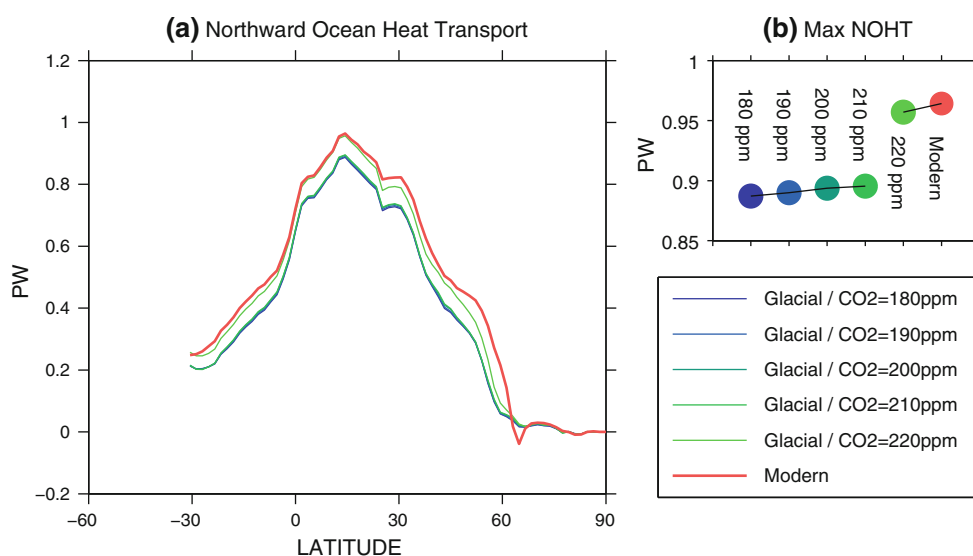 (a) Northward Ocean Heat Transport
1.2
1
0.8
0.6
0.4
0.2
0
−0.2
PW
−60
−30
0
30
60
90
LATITUDE
(b) Max NOHT
1
0.95
0.9
0.85
PW
180 ppm
190 ppm
200 ppm
210 ppm
220 ppm
Modern
Glacial / CO2=180ppm
Glacial / CO2=190ppm
Glacial / CO2=200ppm
Glacial / CO2=210ppm
Glacial / CO2=220ppm
Modern